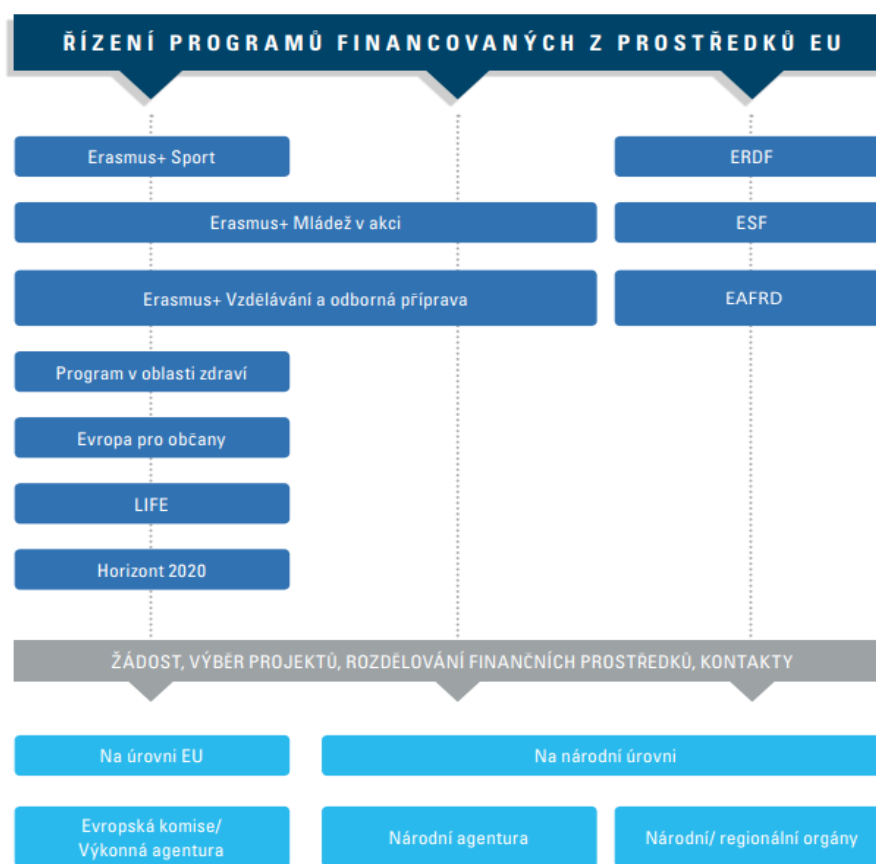 ŘÍZENÍ PROGRAMŮ FINANCOVANÝCH Z PROSTŘEDKŮ EU
Erasmus+ Sport
ERDF
Erasmus+ Mládež v akci
ESF
Erasmus+ Vzdělávání a odborná příprava
EAFRD
Program v oblasti zdraví
Evropa pro občany
LIFE
Horizont 2020
ŽÁDOST, VÝBĚR PROJEKTŮ, ROZDĚLOVÁNÍ FINANČNÍCH PROSTŘEDKŮ, KONTAKTY
Na úrovni EU
Na národní úrovni
Evropská komise/
Výkonná agentura
Národní agentura
Národní/ regionální orgány